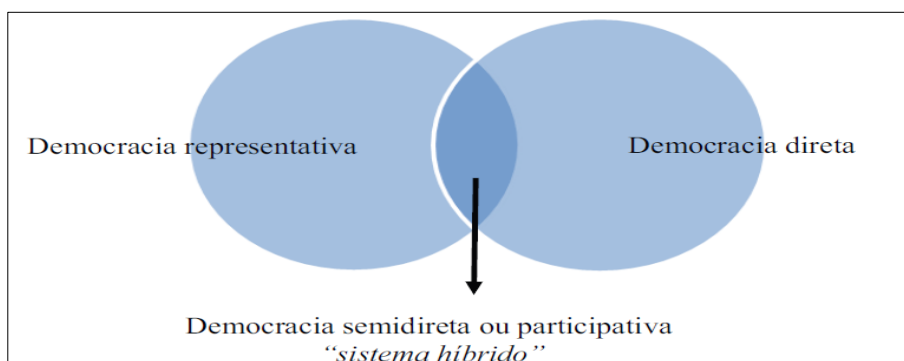 Democracia representativa
Democracia direta
Democracia semidireta ou participativa
“sistema híbrido”